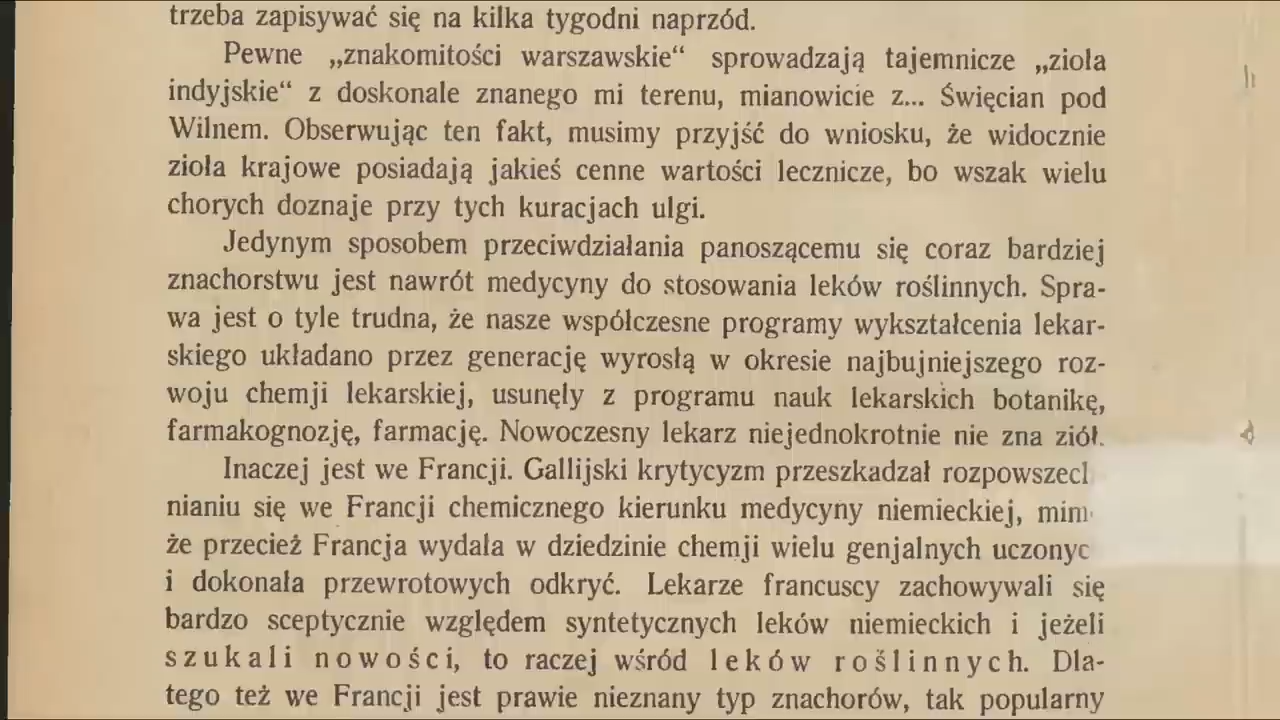 trzeba zapisywać się na kilka tygodni naprzód.
Pewne „znakomitości warszawskie“ sprowadzają tajemnicze „zioła
indyjskie“ z doskonale znanego mi terenu, mianowicie z... Święcian pod
Wilnem. Obserwując ten fakt, musimy przyjść do wniosku, że widocznie
zioła krajowe posiadają jakieś cenne wartości lecznicze, bo wszak wielu
chorych doznaje przy tych kuracjach ulgi.
Jedynym sposobem przeciwdziałania panoszącemu się coraz bardziej
znachorstwu jest nawrót medycyny do stosowania leków roślinnych. Spra-
wa jest o tyle trudna, że nasze współczesne programy wykształcenia lekar-
skiego układano przez generację wyrosłą w okresie najbujniejszego roz-
woju chemji lekarskiej, usunęły z programu nauk lekarskich botanikę,
farmakognozję, farmację. Nowoczesny lekarz niejednokrotnie nie zna ziół.
Inaczej jest we Francji. Gallijski krytycyzm przeszkadzał rozpowszech
nianiu się we Francji chemicznego kierunku medycyny niemieckiej, mim
że przecież Francja wydała w dziedzinie chemji wielu genjalnych uczonyc
i dokonała przewrotowych odkryć. Lekarze francuscy zachowywali się
bardzo sceptycznie względem syntetycznych leków niemieckich i jeżeli
szukali nowości, to raczej wśród leków roślinnych. Dla-
tego też we Francji jest prawie nieznany typ znachorów, tak popularny